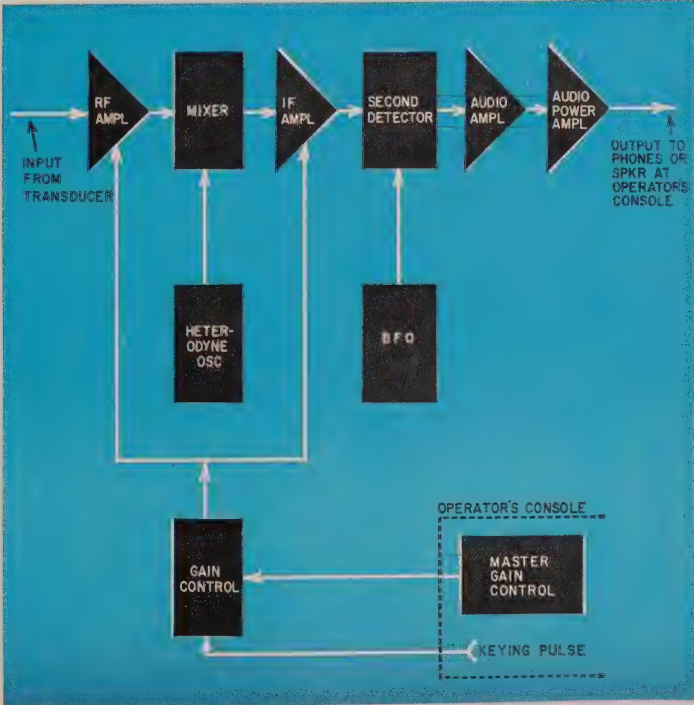 RF
AMPL
MIXER
IF
AMPL
SECOND
DETECTOR
AUDIO
AMPL
AUDIO
POWER
AMPL
INPUT
FROM
TRANSDUCER
OUTPUT TO
PHONES OR
SPKR AT
OPERATOR'S
CONSOLE
HETER-
ODYNE
OSC
BFO
OPERATOR'S CONSOLE
GAIN
CONTROL
MASTER
GAIN
CONTROL
KEYING PULSE